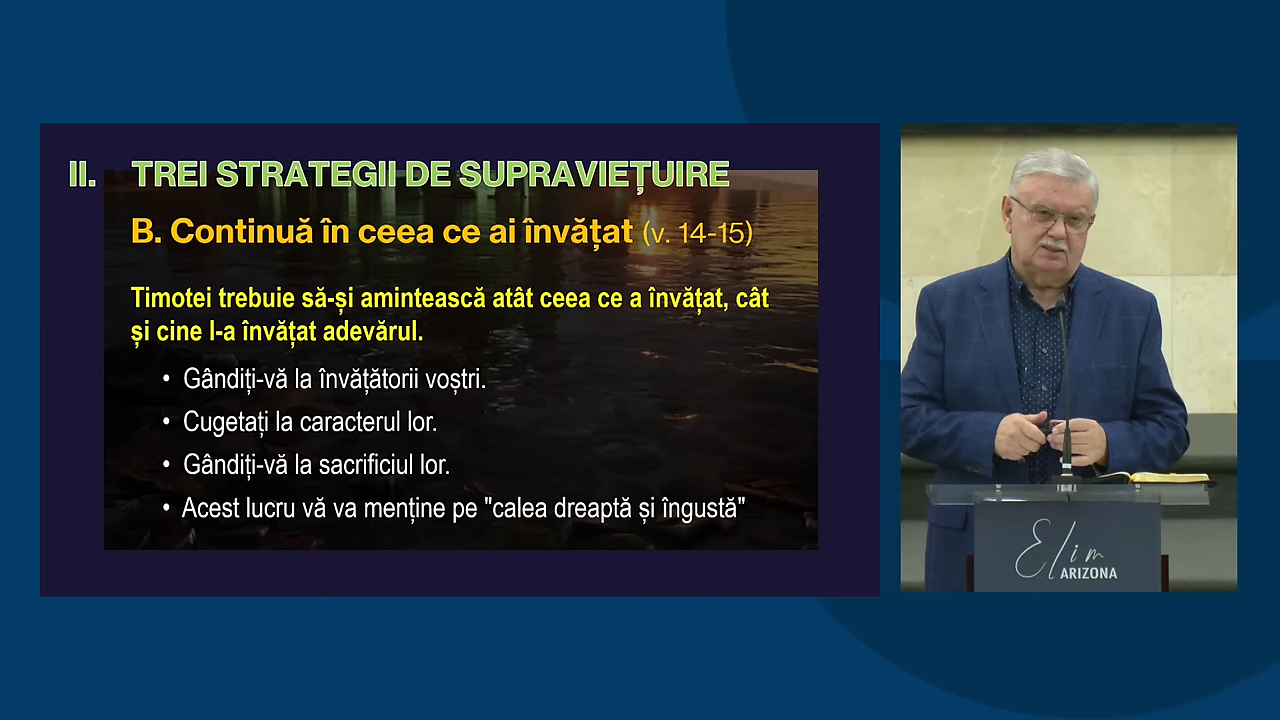 II. TREI STRATEGII DE SUPRAVIEȚUIRE
B. Continuă în ceea ce ai învățat (v. 14-15)
Timotei trebuie să-și amintească atât ceea ce a învățat, cât
și cine l-a învățat adevărul.
• Gândiți-vă la învățătorii voștri.
• Cugetați la caracterul lor.
• Gândiți-vă la sacrificiul lor.
• Acest lucru vă va menține pe "calea dreaptă și îngustă"
Elim
ARIZONA